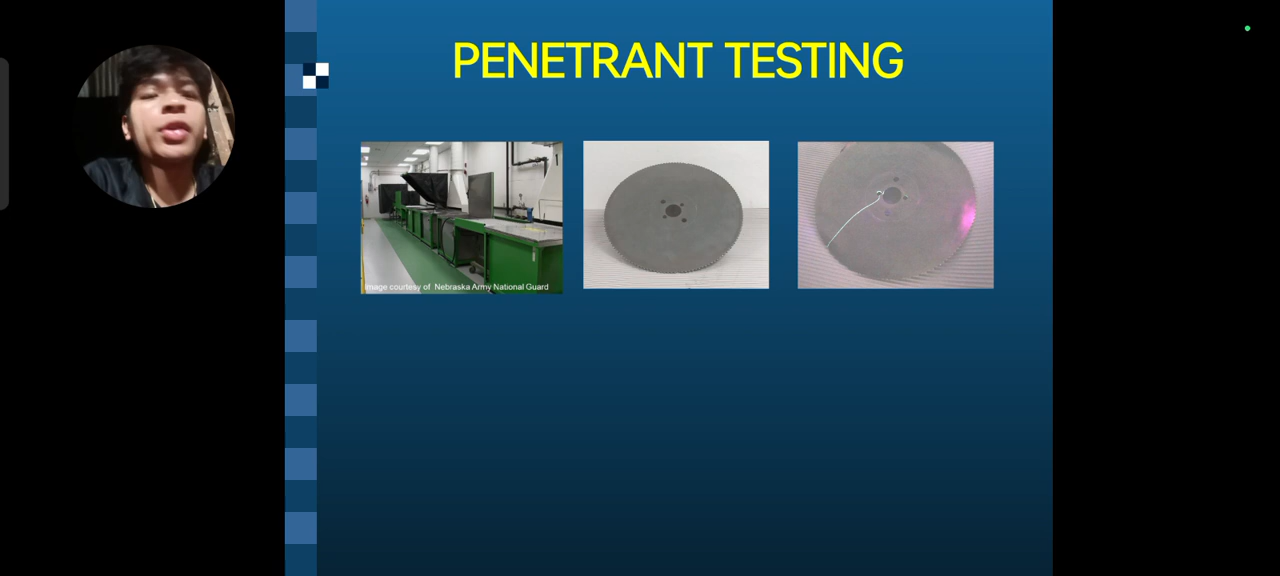 PENETRANT TESTING
Image courtesy of Nebraska Army National Guard